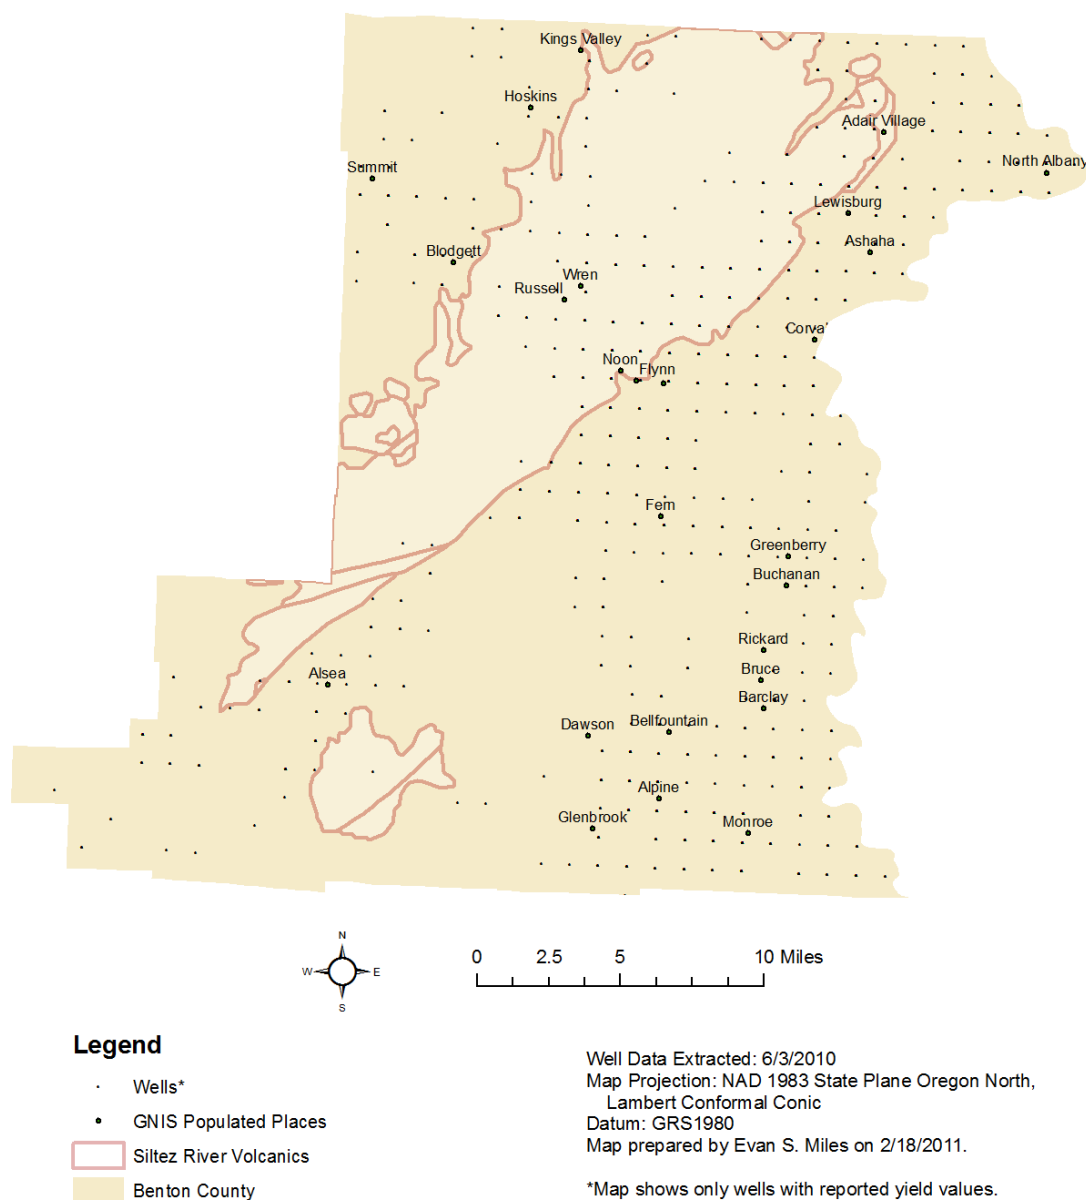 Kings Valley
Hoskins
Adair Village
Summit
North Albany
Lewisburg
Ashaha
Blodgett
Wren
Russell
Corval
Noon
Flynn
Fern
Greenberry
Buchanan
Rickard
Bruce
Alsea
Barclay
Dawson
Bellfountain
Alpine
Glenbrook
Monroe
N
W
E
S
0
2.5
5
10 Miles
Legend
Wells*
GNIS Populated Places
Siltez River Volcanics
Benton County
Well Data Extracted: 6/3/2010
Map Projection: NAD 1983 State Plane Oregon North,
Lambert Conformal Conic
Datum: GRS1980
Map prepared by Evan S. Miles on 2/18/2011.
*Map shows only wells with reported yield values.